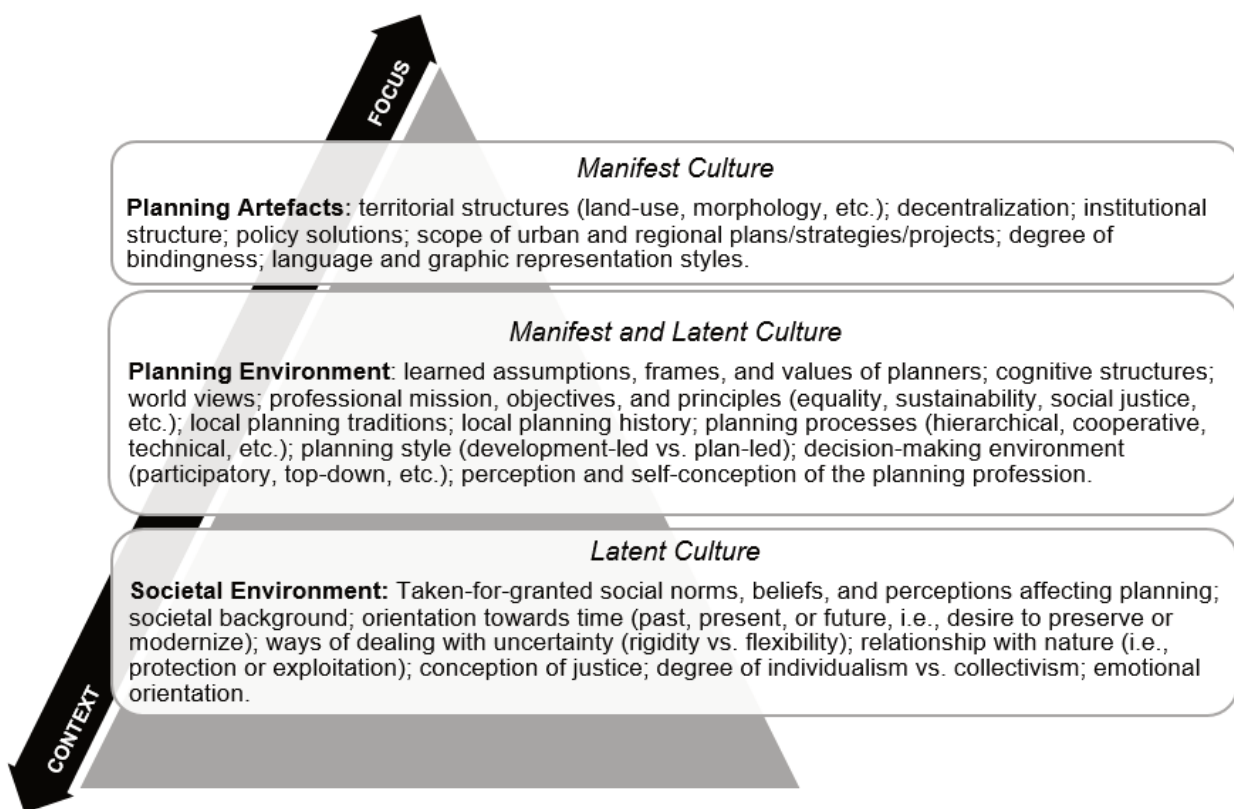 FOCUS
Manifest Culture
Planning Artefacts: territorial structures (land-use, morphology, etc.); decentralization; institutional
structure; policy solutions; scope of urban and regional plans/strategies/projects; degree of
bindingness; language and graphic representation styles.
Manifest and Latent Culture
Planning Environment: learned assumptions, frames, and values of planners; cognitive structures;
world views; professional mission, objectives, and principles (equality, sustainability, social justice,
etc.); local planning traditions; local planning history; planning processes (hierarchical, cooperative,
technical, etc.); planning style (development-led vs. plan-led); decision-making environment
(participatory, top-down, etc.); perception and self-conception of the planning profession.
Latent Culture
Societal Environment: Taken-for-granted social norms, beliefs, and perceptions affecting planning;
societal background; orientation towards time (past, present, or future, i.e., desire to preserve or
modernize); ways of dealing with uncertainty (rigidity vs. flexibility); relationship with nature (i.e.,
protection or exploitation); conception of justice; degree of individualism vs. collectivism; emotional
orientation.
CONTEXT